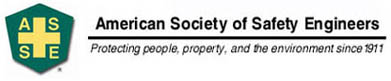 A S
S E
American Society of Safety Engineers
Protecting people, property, and the environment since 1911
®